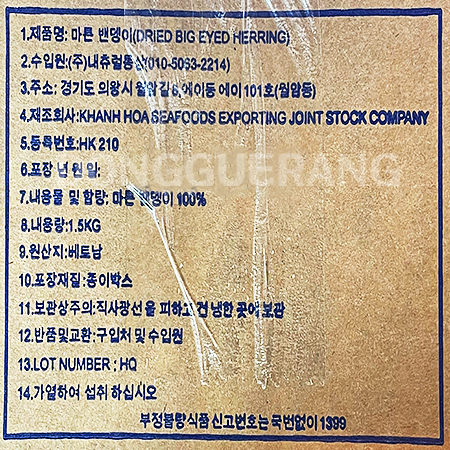 1.제품명: 마른 밴댕이(DRIED BIG EYED HERRING)
2.수입원:(주)내츄럴통상(010-5063-2214)
3.주소: 경기도 의왕시 월암길 6, 에이동 에이 101호(월암동)
4.제조회사:KHANH HOA SEAFOODS EXPORTING JOINT STOCK COMPANY
5.등록번호:HK 210
6.포장 년 월 일:
7.내용물 및 함량: 마른 밴댕이 100%
8.내용량:1.5KG
9.원산지:베트남
10.포장재질:종이박스
11.보관상주의:직사광선을 피하고 건냉한 곳에 보관
12.반품및교환:구입처 및 수입원
13.LOT NUMBER : HQ
14.가열하여 섭취 하십시오
부정불량식품 신고번호는 국번없이 1399